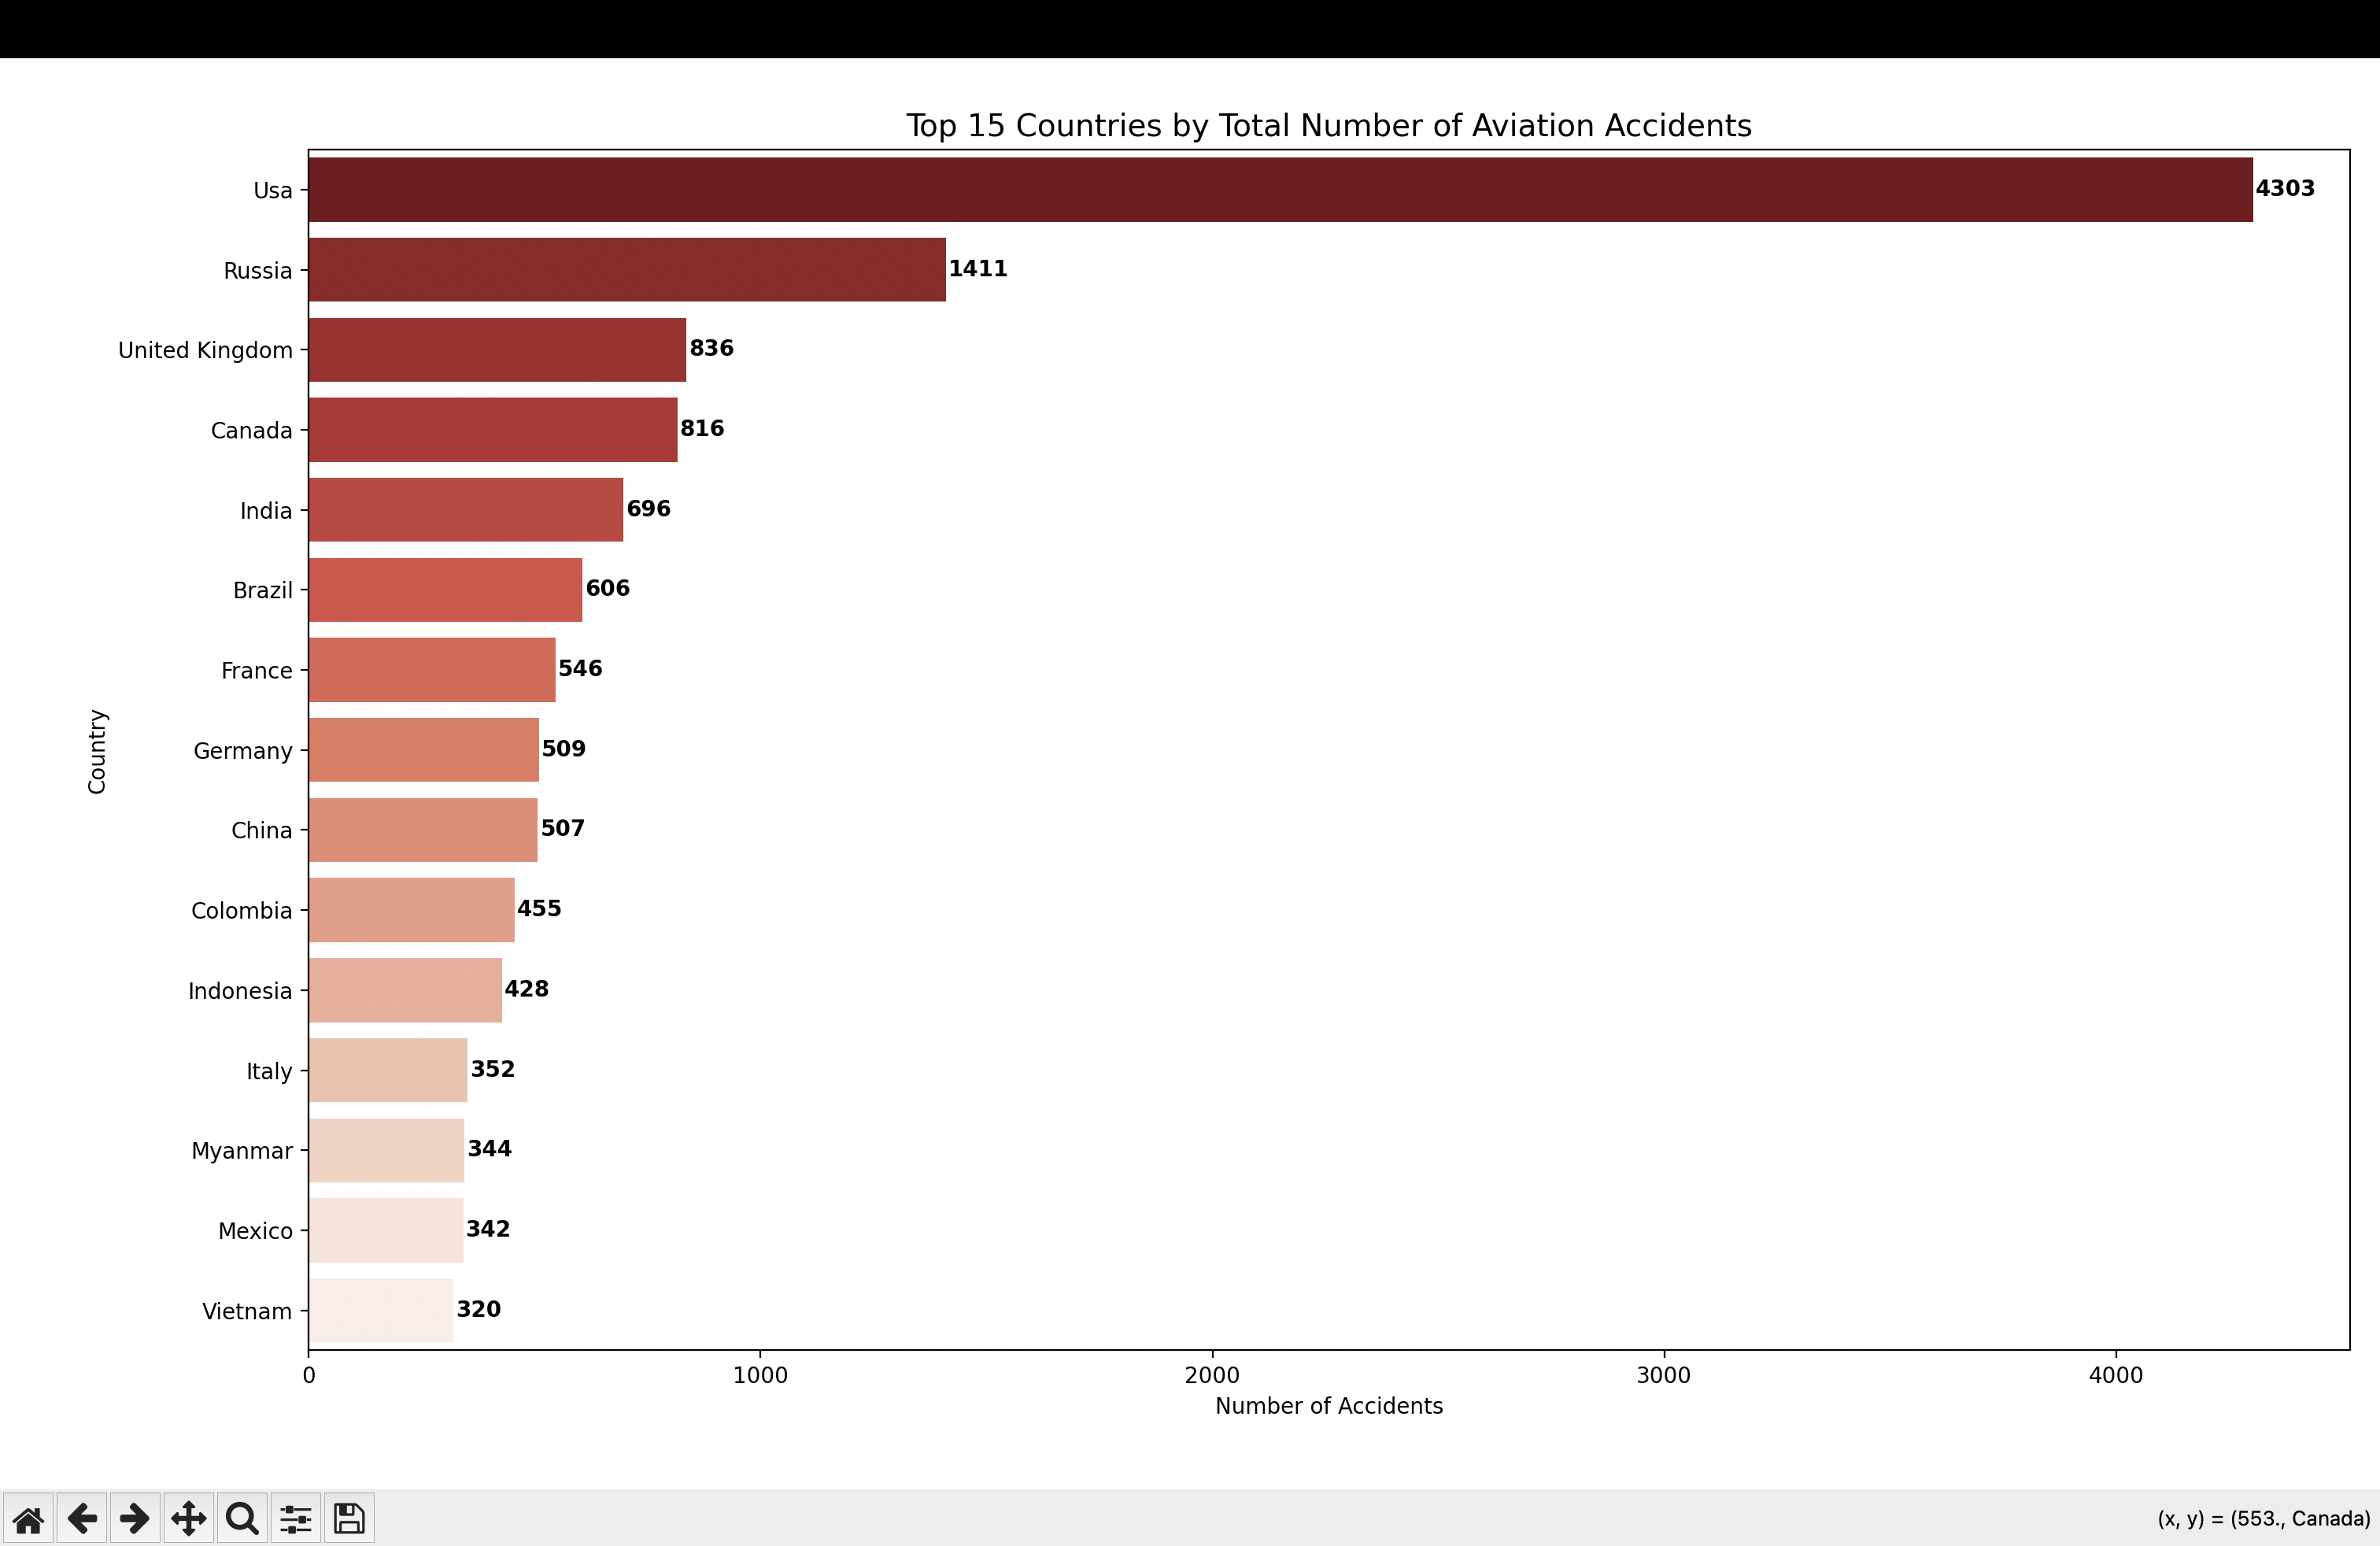 Top 15 Countries by Total Number of Aviation Accidents
Usa 4303
Russia 1411
United Kingdom 836
Canada 816
India 696
Brazil 606
France 546
Germany 509
China 507
Colombia 455
Indonesia 428
Italy 352
Myanmar 344
Mexico 342
Vietnam 320
Country
0 1000 2000 3000 4000
Number of Accidents
(x, y) = (553., Canada)